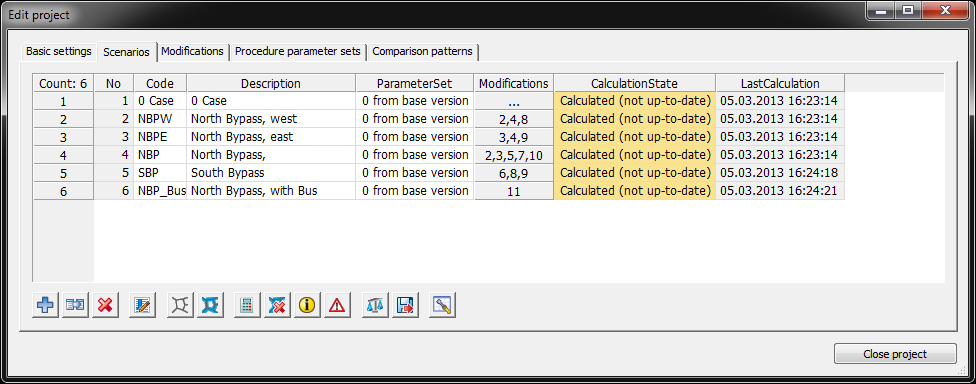 Edit project
Basic settings Scenarios Modifications Procedure parameter sets Comparison patterns
Count: 6 No Code Description ParameterSet Modifications CalculationState LastCalculation
1 1 0 Case 0 Case 0 from base version ... Calculated (not up-to-date) 05.03.2013 16:23:14
2 2 NBPW North Bypass, west 0 from base version 2,4,8 Calculated (not up-to-date) 05.03.2013 16:23:14
3 3 NBPE North Bypass, east 0 from base version 3,4,9 Calculated (not up-to-date) 05.03.2013 16:23:14
4 4 NBP North Bypass, 0 from base version 2,3,5,7,10 Calculated (not up-to-date) 05.03.2013 16:23:14
5 5 SBP South Bypass 0 from base version 6,8,9 Calculated (not up-to-date) 05.03.2013 16:24:18
6 6 NBP_Bus North Bypass, with Bus 0 from base version 11 Calculated (not up-to-date) 05.03.2013 16:24:21
Close project